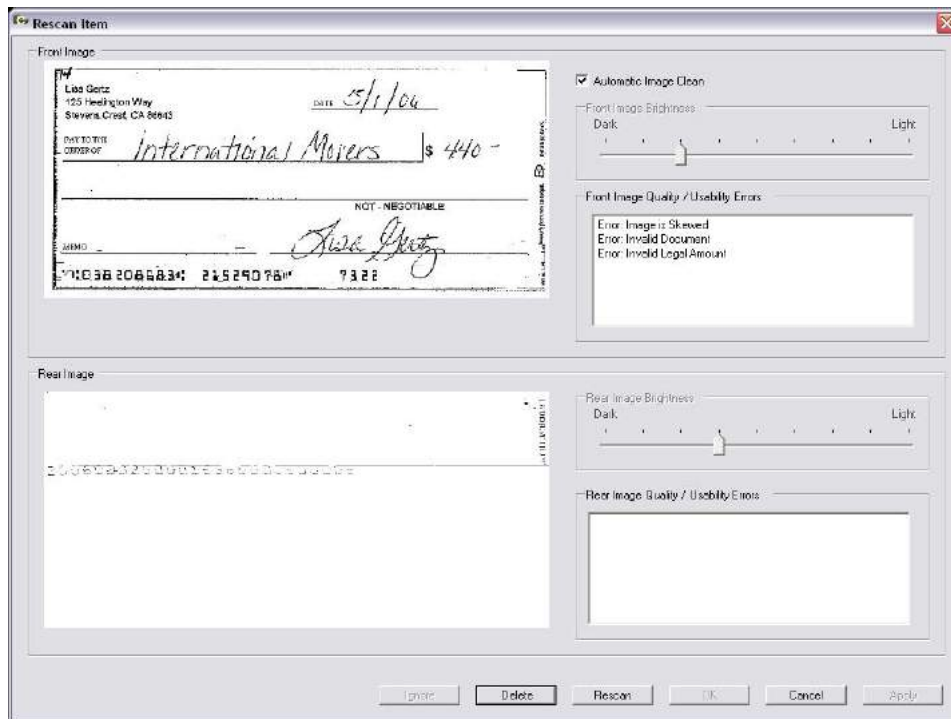 Rescan Item
Front Image
Lisa Gertz
125 Heelington Way
Stevens Crest, CA 86643
DATE 5/1/06
PAY TO THE
ORDER OF International Movers $ 440-
NOT - NEGOTIABLE
MEMO
Lisa Gertz
7322
Automatic Image Clean
Front Image Brightness
Dark Light
Front Image Quality / Usability Errors
Error: Image is Skewed
Error: Invalid Document
Error: Invalid Legal Amount
Rear Image
Rear Image Brightness
Dark Light
Rear Image Quality / Usability Errors
Ignore Delete Rescan OK Cancel Apply